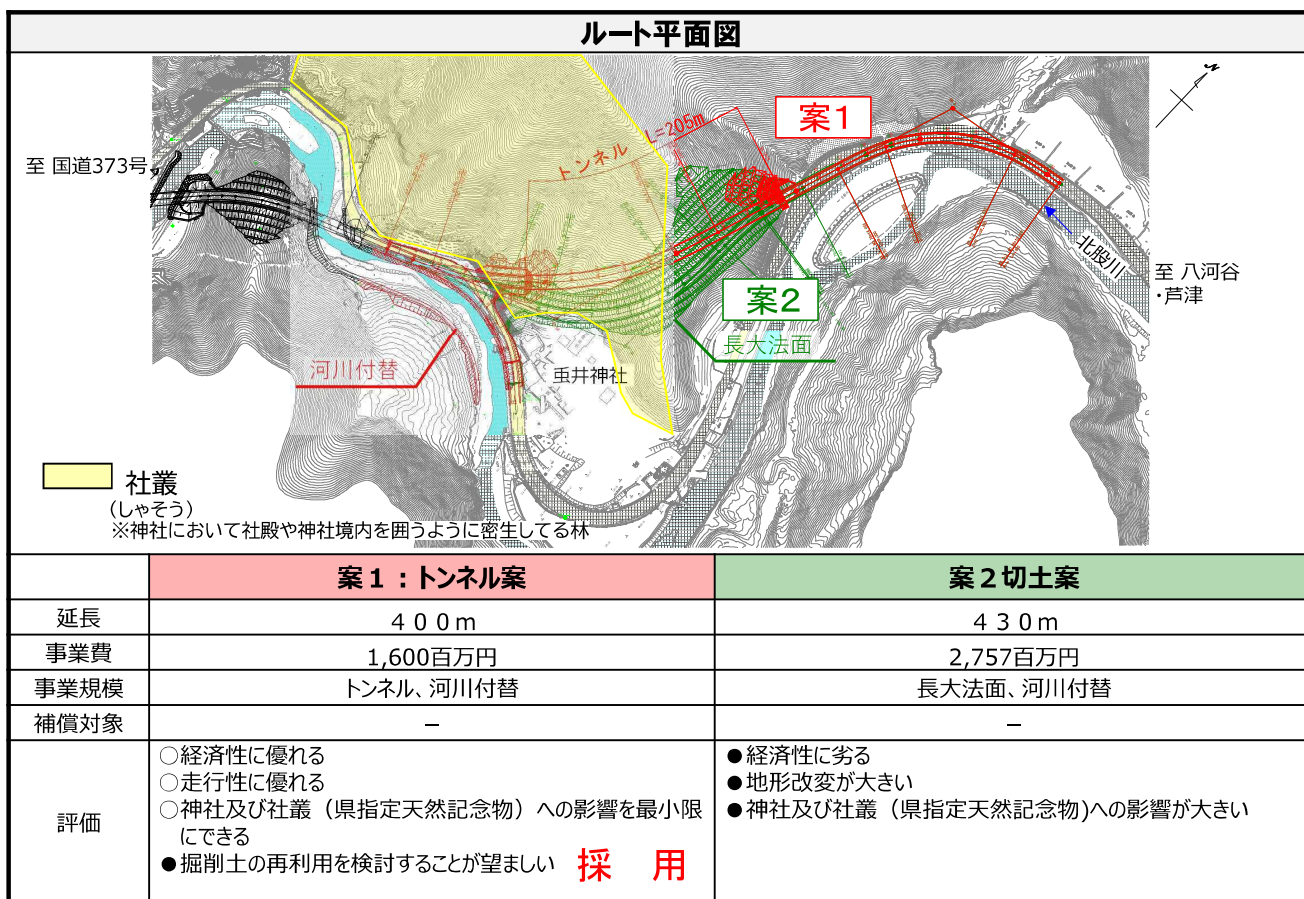 ルート平面図
N
案1
至 国道373号
トンネル L=205m
北股川
至 八河谷
・芦津
案2
長大法面
河川付替
神社
社叢
(しゃそう)
※神社において社殿や神社境内を囲うように密生してる林
案1:トンネル案
案2切土案
延長
400m
430m
事業費
1,600百万円
2,757百万円
事業規模
トンネル、河川付替
長大法面、河川付替
補償対象
−
−
評価
○経済性に優れる
○走行性に優れる
○神社及び社叢(県指定天然記念物)への影響を最小限
にできる
●掘削土の再利用を検討することが望ましい
採 用
●経済性に劣る
●地形改変が大きい
●神社及び社叢(県指定天然記念物)への影響が大きい